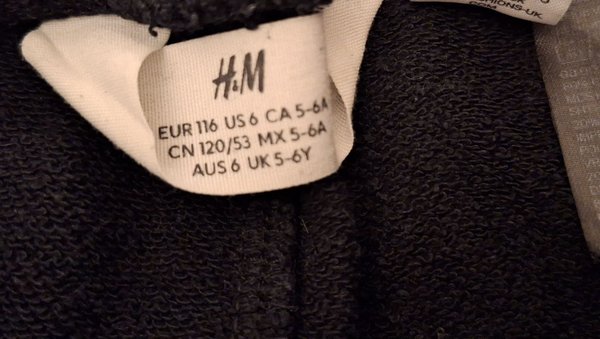 H&M
EUR 116 US 6 CA 5-6A
CN 120/53 MX 5-6A
AUS 6 UK 5-6Y